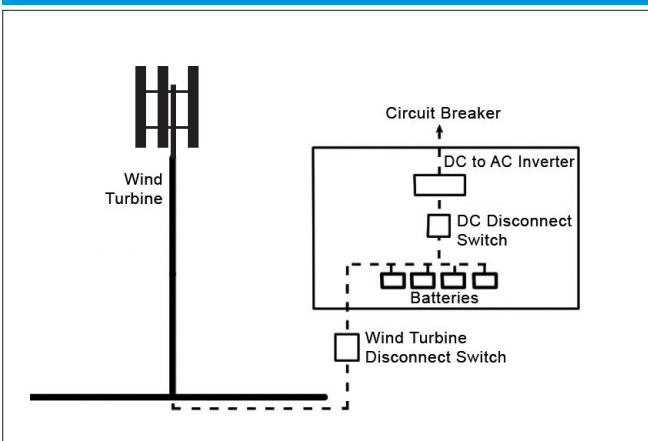 Circuit Breaker
DC to AC Inverter
Wind
Turbine
DC Disconnect
Switch
Batteries
Wind Turbine
Disconnect Switch